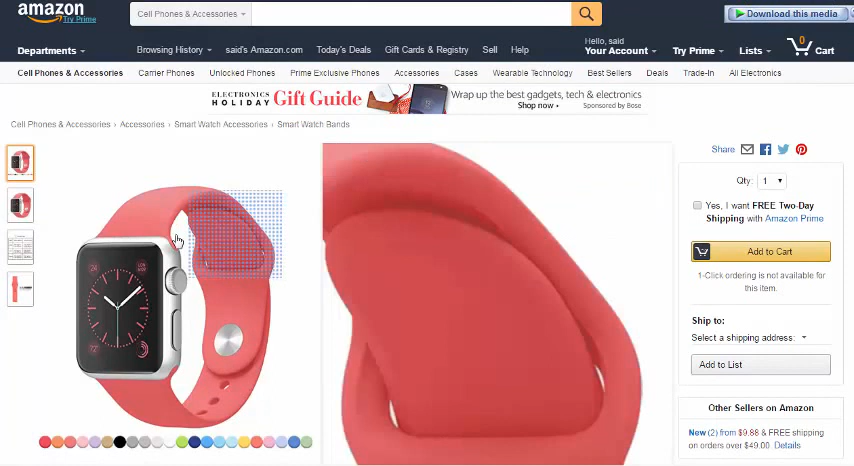 amazon
Try Prime
Cell Phones & Accessories
Download this media
Departments
Browsing History
said's Amazon.com
Today's Deals
Gift Cards & Registry
Sell
Help
Hello, said
Your Account
Try Prime
Lists
0
Cart
Cell Phones & Accessories
Carrier Phones
Unlocked Phones
Prime Exclusive Phones
Accessories
Cases
Wearable Technology
Best Sellers
Deals
Trade-In
All Electronics
ELECTRONICS
HOLIDAY
Gift Guide
Wrap up the best gadgets, tech & electronics
Shop now ›
Sponsored by Bose
Cell Phones & Accessories › Accessories › Smart Watch Accessories › Smart Watch Bands
Share
Qty: 1
Yes, I want FREE Two-Day
Shipping with Amazon Prime
Add to Cart
1-Click ordering is not available for
this item.
Ship to:
Select a shipping address:
Add to List
Other Sellers on Amazon
New (2) from $9.88 & FREE shipping
on orders over $49.00 Details